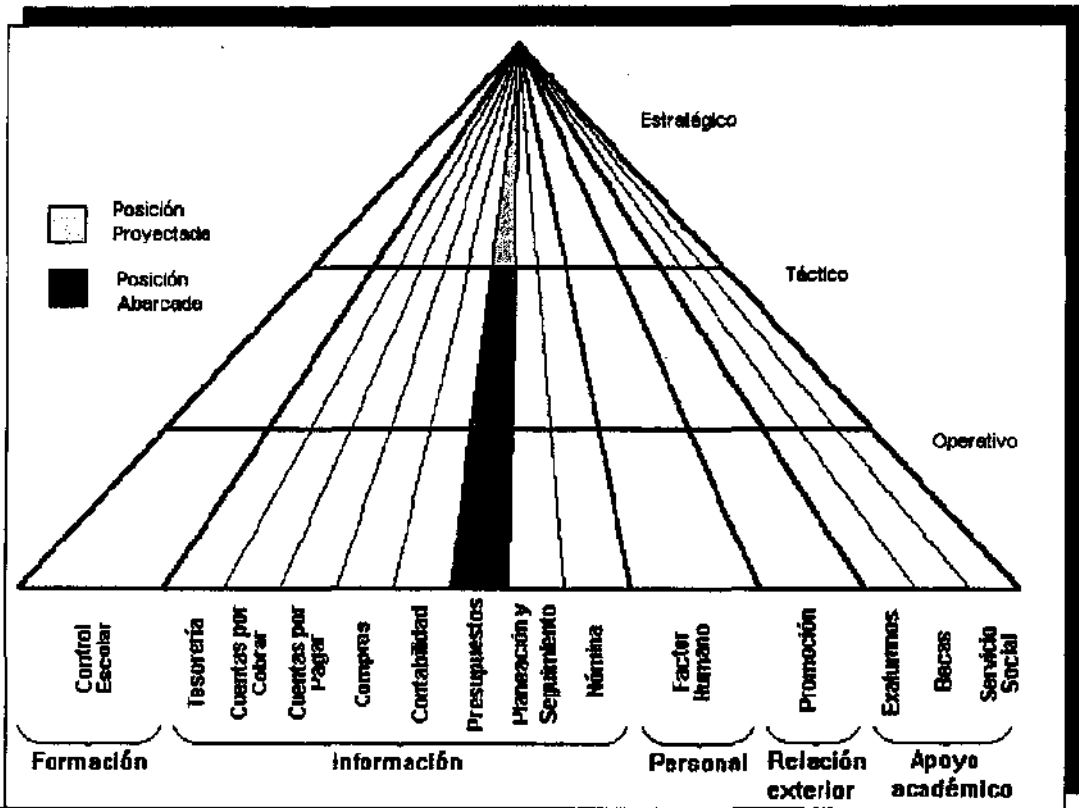 Estratégico
Posición
Proyectada
Táctico
Posición
Abarcada
Operativo
Control
Escolar
Tesorería
Cuentas por
Cobrar
Cuentas por
Pagar
Compras
Contabilidad
Presupuestos
Planeación y
Seguimiento
Nómina
Factor
Humano
Promoción
Exalumnos
Becas
Servicio
Social
Formación
Información
Personal
Relación
exterior
Apoyo
académico